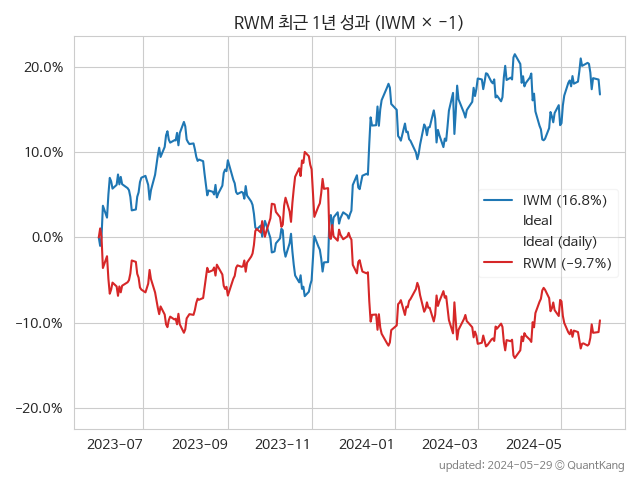 RWM 최근 1년 성과 (IWM × −1)
20.0%
10.0%
0.0%
−10.0%
−20.0%
IWM (16.8%)
Ideal
Ideal (daily)
RWM (−9.7%)
2023−07
2023−09
2023−11
2024−01
2024−03
2024−05
updated: 2024-05-29 ⓒ QuantKang